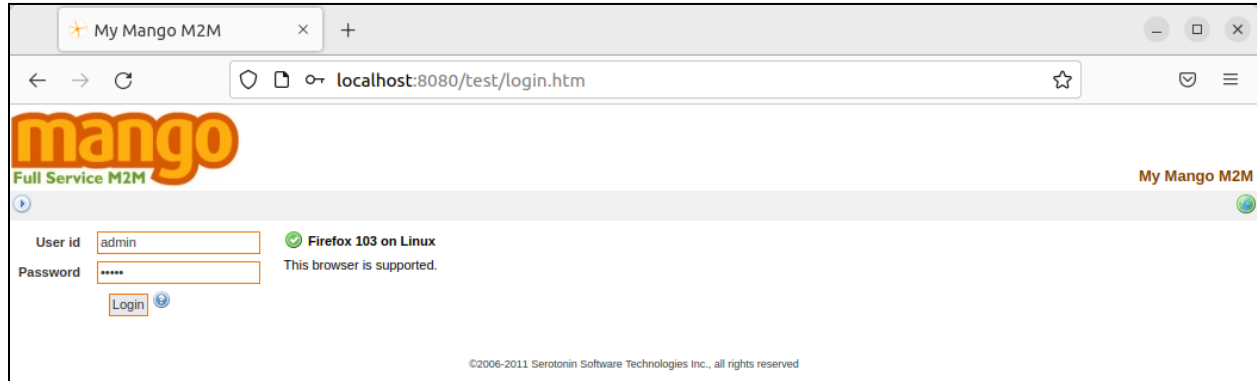 My Mango M2M
localhost:8080/test/login.htm
mango
Full Service M2M
My Mango M2M
User id admin
Firefox 103 on Linux
Password •••••
This browser is supported.
Login
©2006-2011 Serotonin Software Technologies Inc., all rights reserved